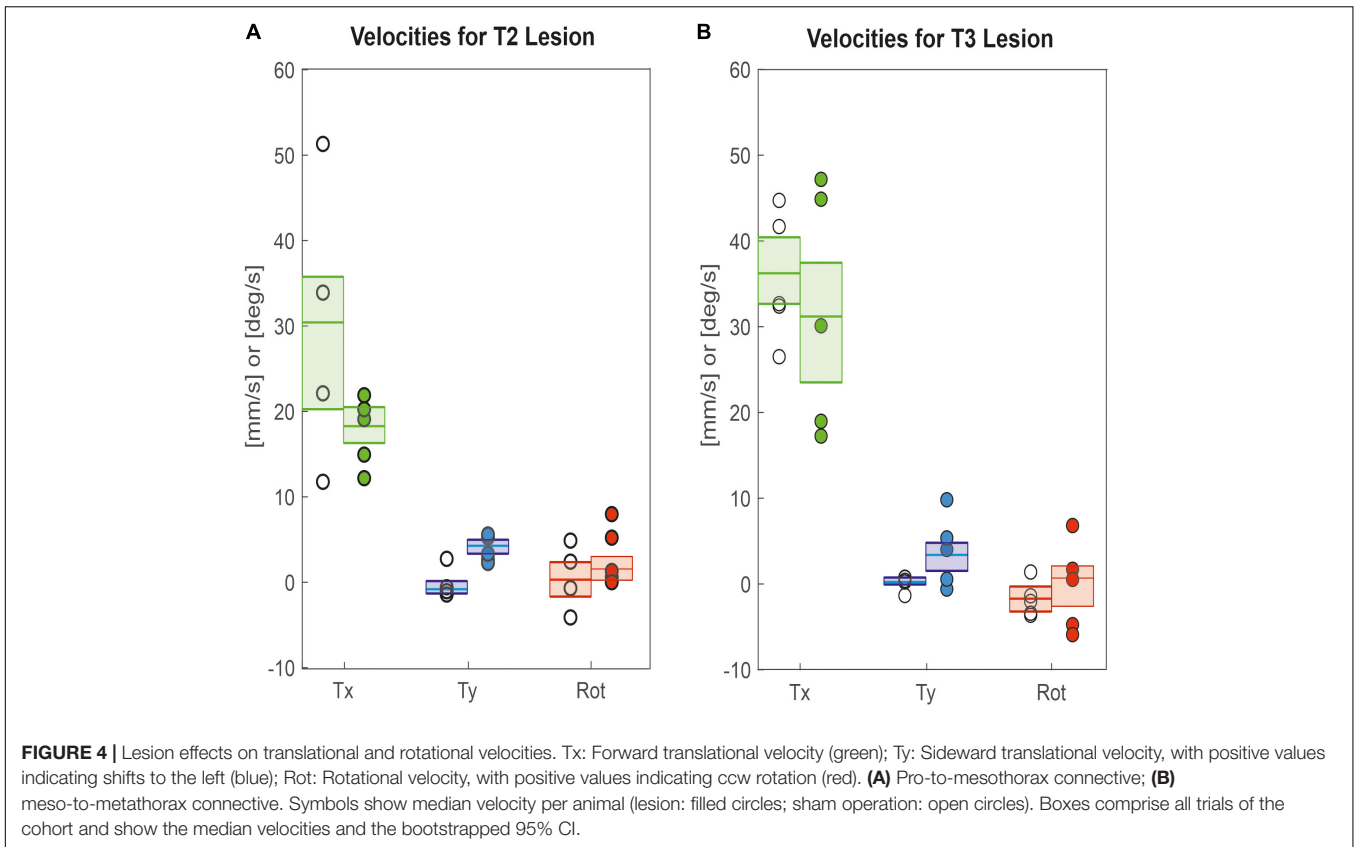 A
Velocities for T2 Lesion
60
50
40
30
20
10
0
-10
[mm/s] or [deg/s]
Tx
Ty
Rot
B
Velocities for T3 Lesion
60
50
40
30
20
10
0
-10
[mm/s] or [deg/s]
Tx
Ty
Rot
FIGURE 4 | Lesion effects on translational and rotational velocities. Tx: Forward translational velocity (green); Ty: Sideward translational velocity, with positive values
indicating shifts to the left (blue); Rot: Rotational velocity, with positive values indicating ccw rotation (red). (A) Pro-to-mesothorax connective; (B)
meso-to-metathorax connective. Symbols show median velocity per animal (lesion: filled circles; sham operation: open circles). Boxes comprise all trials of the
cohort and show the median velocities and the bootstrapped 95% CI.